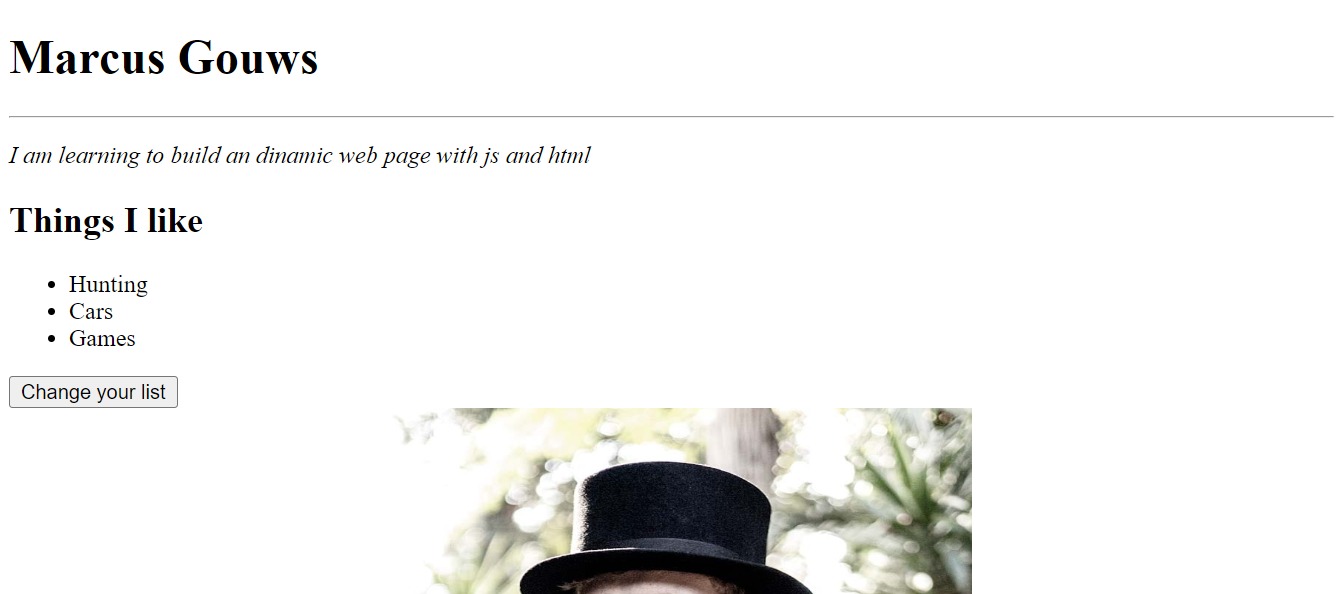 Marcus Gouws
I am learning to build an dinamic web page with js and html
Things I like
Hunting
Cars
Games
Change your list